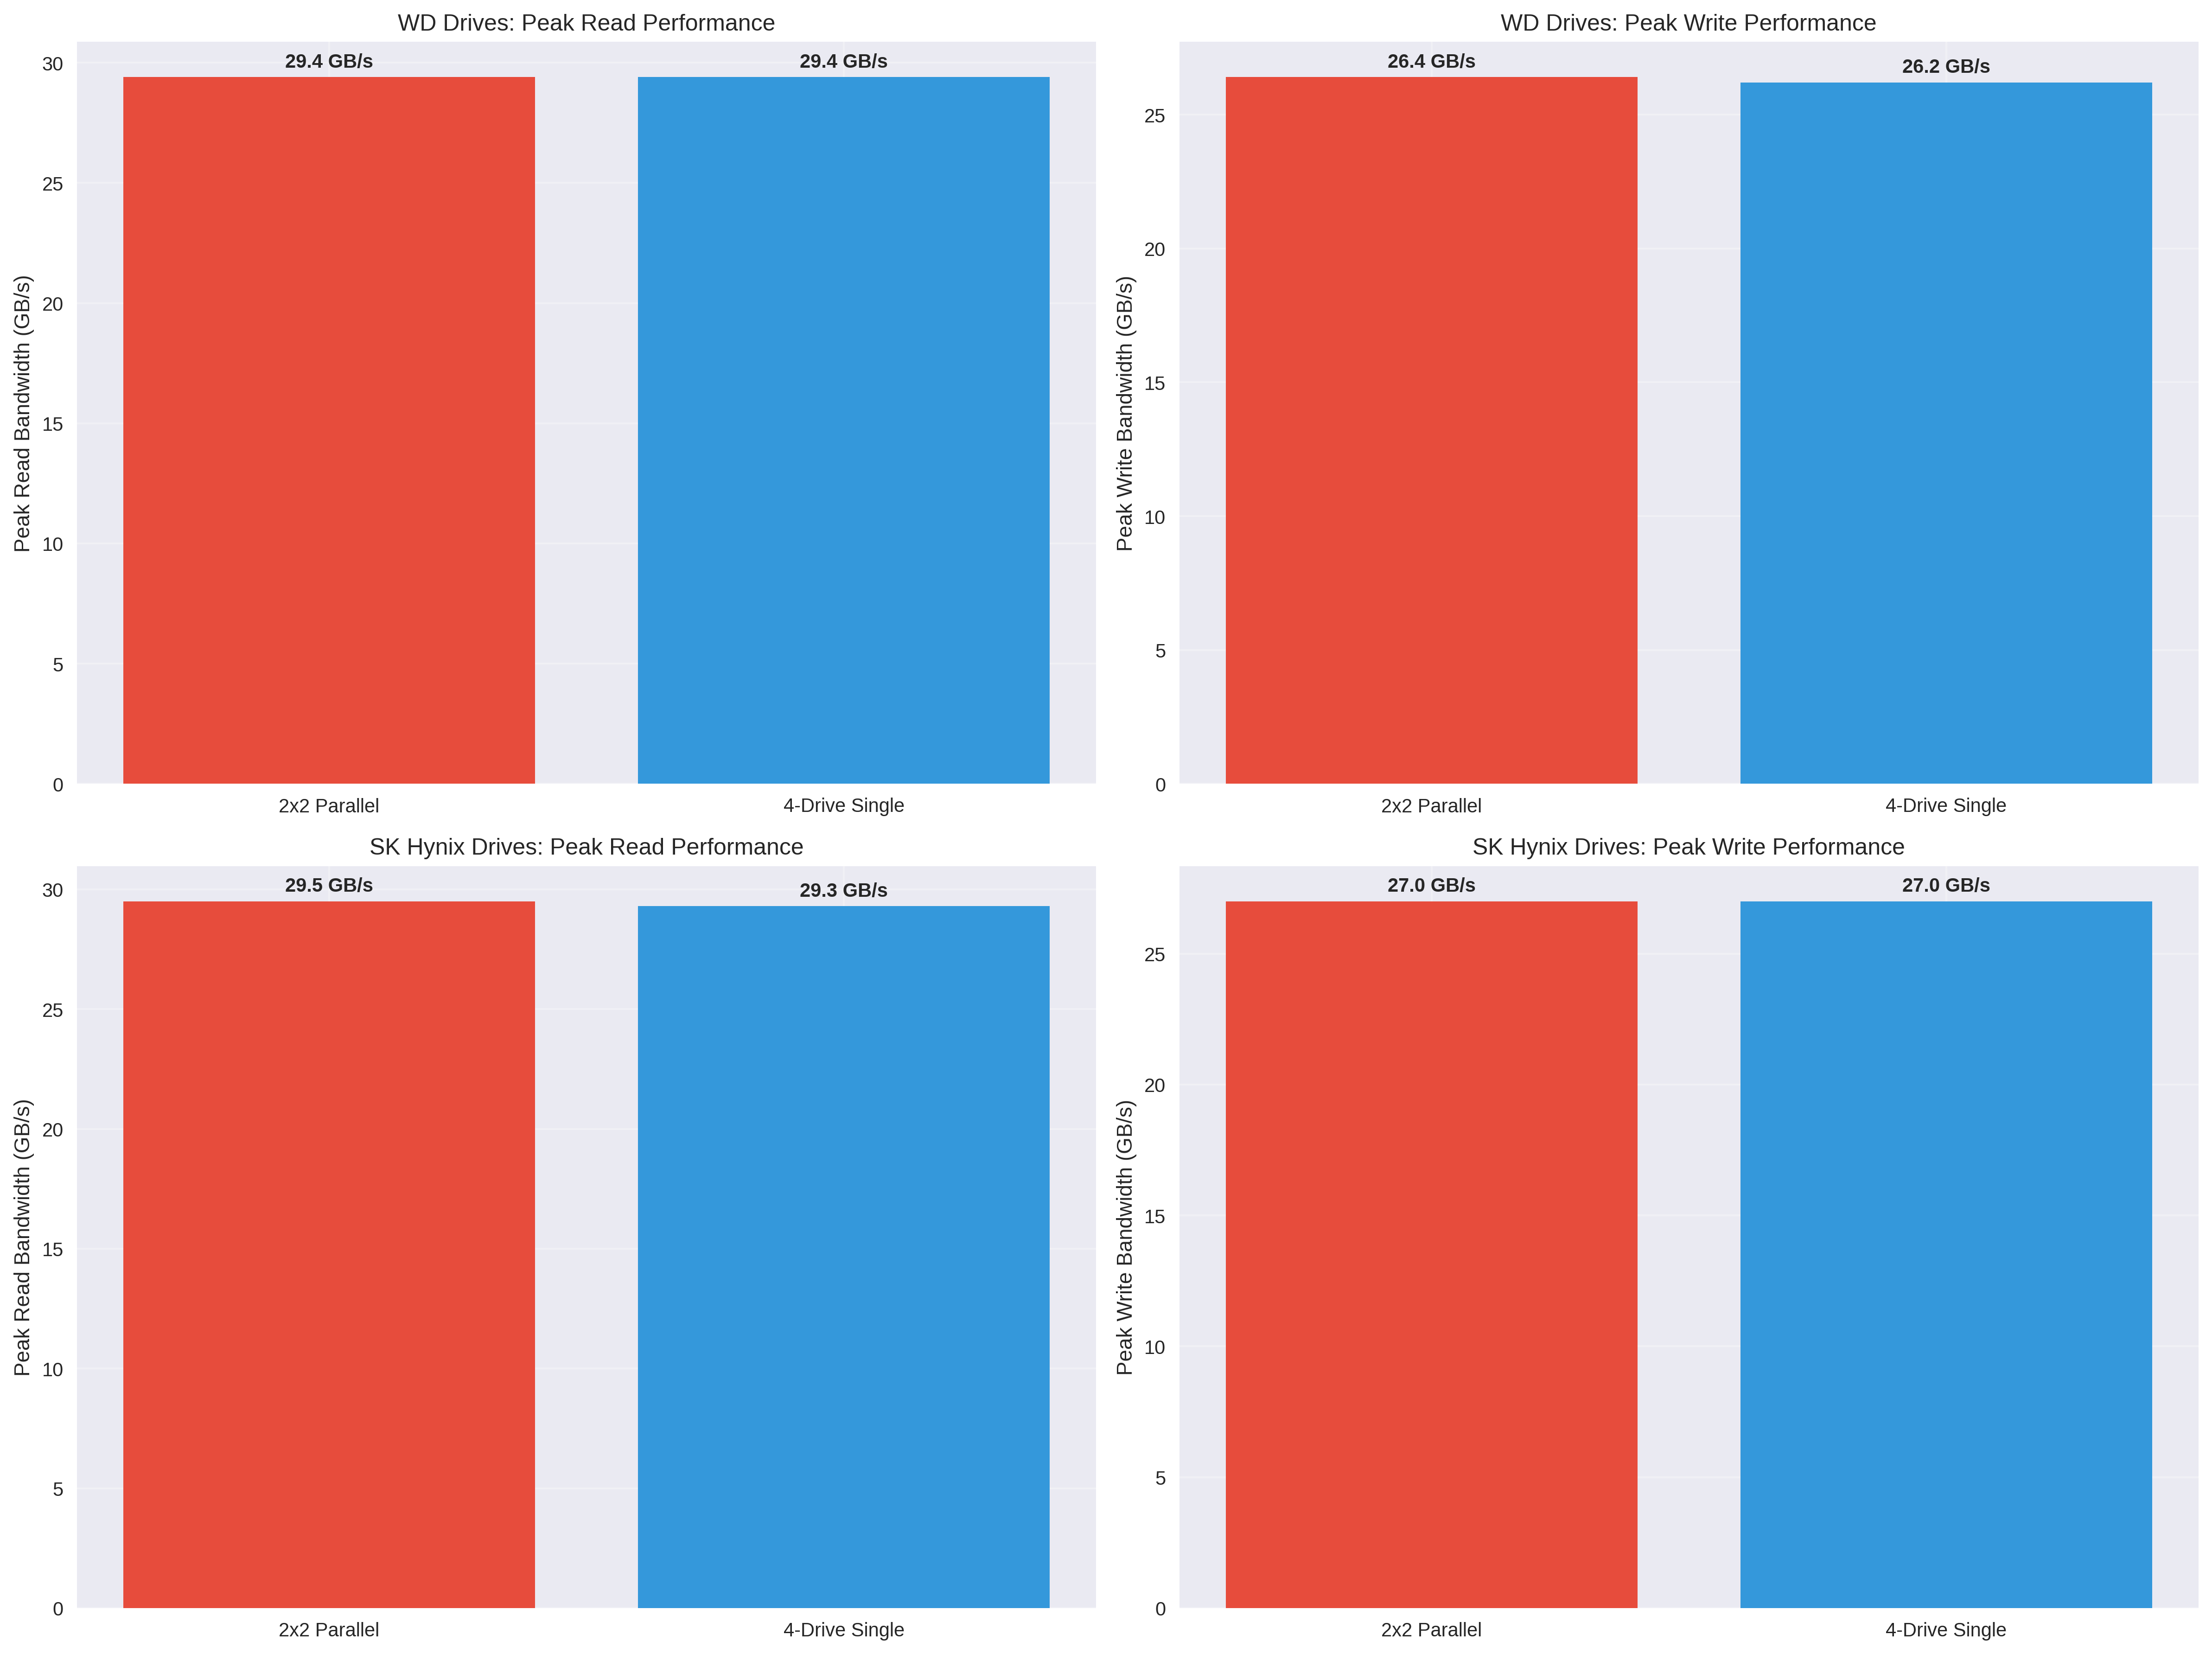 WD Drives: Peak Read Performance
29.4 GB/s
29.4 GB/s
30
25
20
15
10
5
0
Peak Read Bandwidth (GB/s)
2x2 Parallel
4-Drive Single
WD Drives: Peak Write Performance
26.4 GB/s
26.2 GB/s
25
20
15
10
5
0
Peak Write Bandwidth (GB/s)
2x2 Parallel
4-Drive Single
SK Hynix Drives: Peak Read Performance
29.5 GB/s
29.3 GB/s
30
25
20
15
10
5
0
Peak Read Bandwidth (GB/s)
2x2 Parallel
4-Drive Single
SK Hynix Drives: Peak Write Performance
27.0 GB/s
27.0 GB/s
25
20
15
10
5
0
Peak Write Bandwidth (GB/s)
2x2 Parallel
4-Drive Single